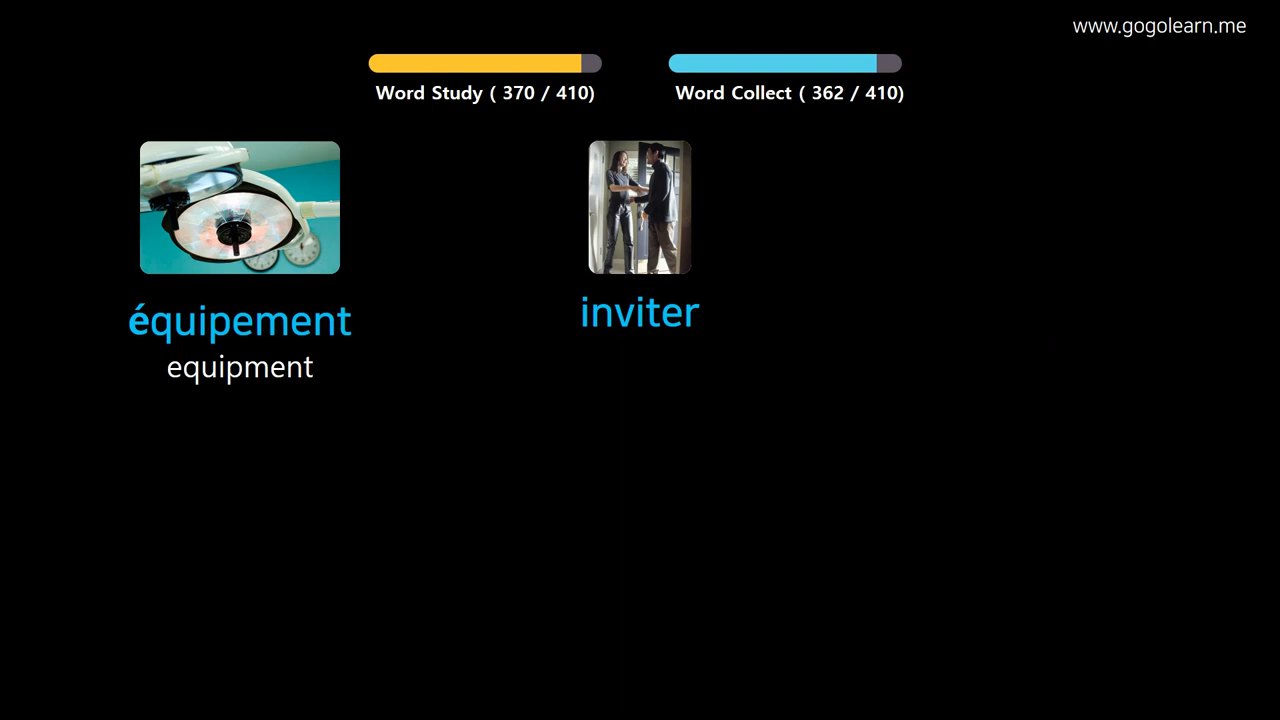 www.gogolearn.me
Word Study ( 370 / 410)
Word Collect ( 362 / 410)
équipement
equipment
inviter